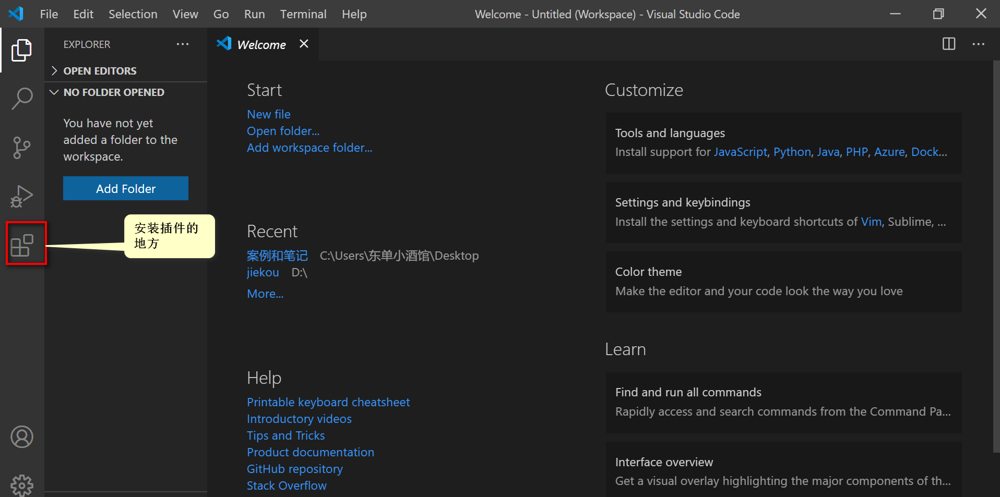 File Edit Selection View Go Run Terminal Help
Welcome - Untitled (Workspace) - Visual Studio Code
EXPLORER
OPEN EDITORS
NO FOLDER OPENED
You have not yet
added a folder to the
workspace.
Add Folder
安装插件的
地方
Welcome
Start
New file
Open folder...
Add workspace folder...
Recent
案例和笔记 C:\Users\东单小酒馆\Desktop
jiekou D:\
More...
Help
Printable keyboard cheatsheet
Introductory videos
Tips and Tricks
Product documentation
GitHub repository
Stack Overflow
Customize
Tools and languages
Install support for JavaScript, Python, Java, PHP, Azure, Dock...
Settings and keybindings
Install the settings and keyboard shortcuts of Vim, Sublime, ...
Color theme
Make the editor and your code look the way you love
Learn
Find and run all commands
Rapidly access and search commands from the Command Pa...
Interface overview
Get a visual overlay highlighting the major components of th...